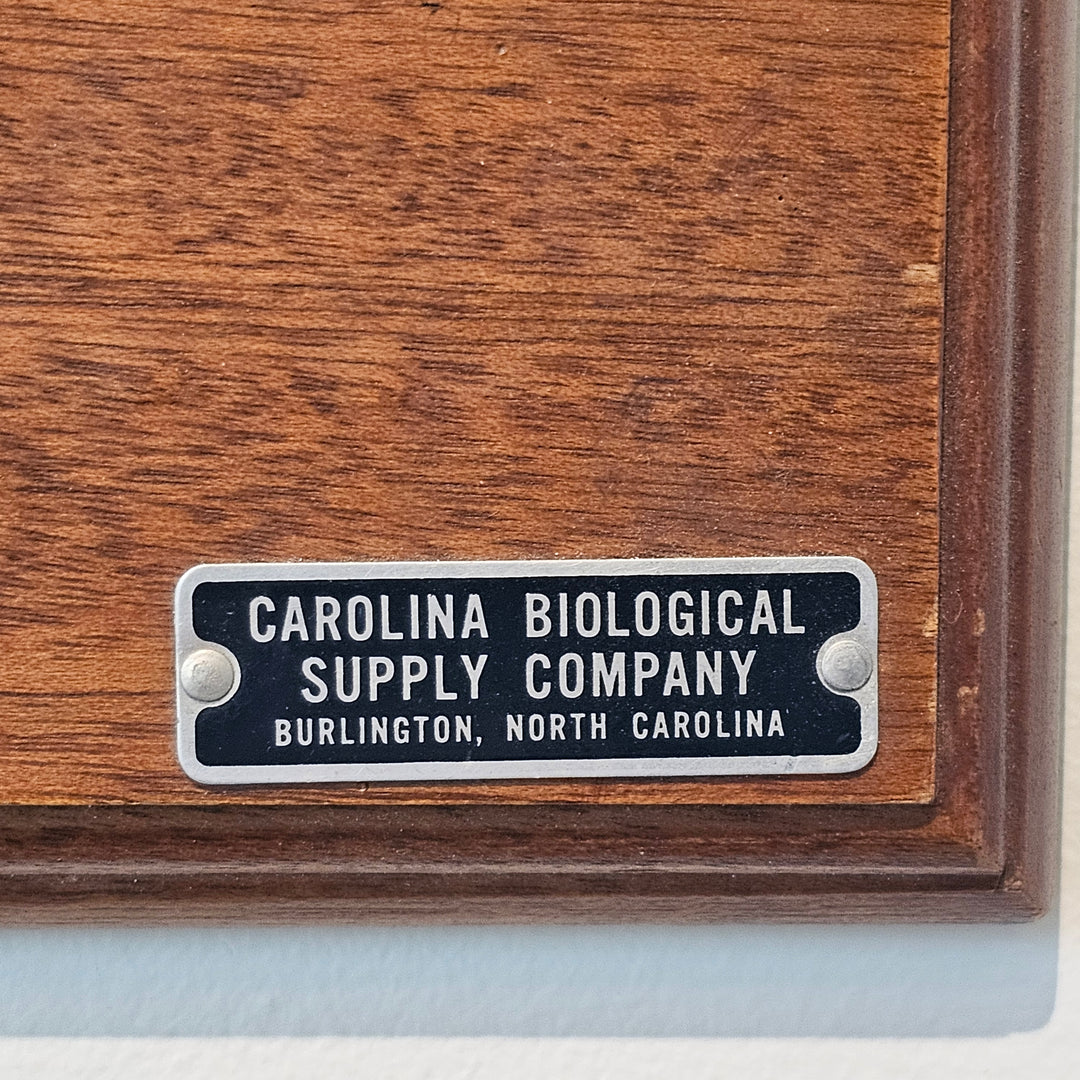 CAROLINA BIOLOGICAL
SUPPLY COMPANY
BURLINGTON, NORTH CAROLINA